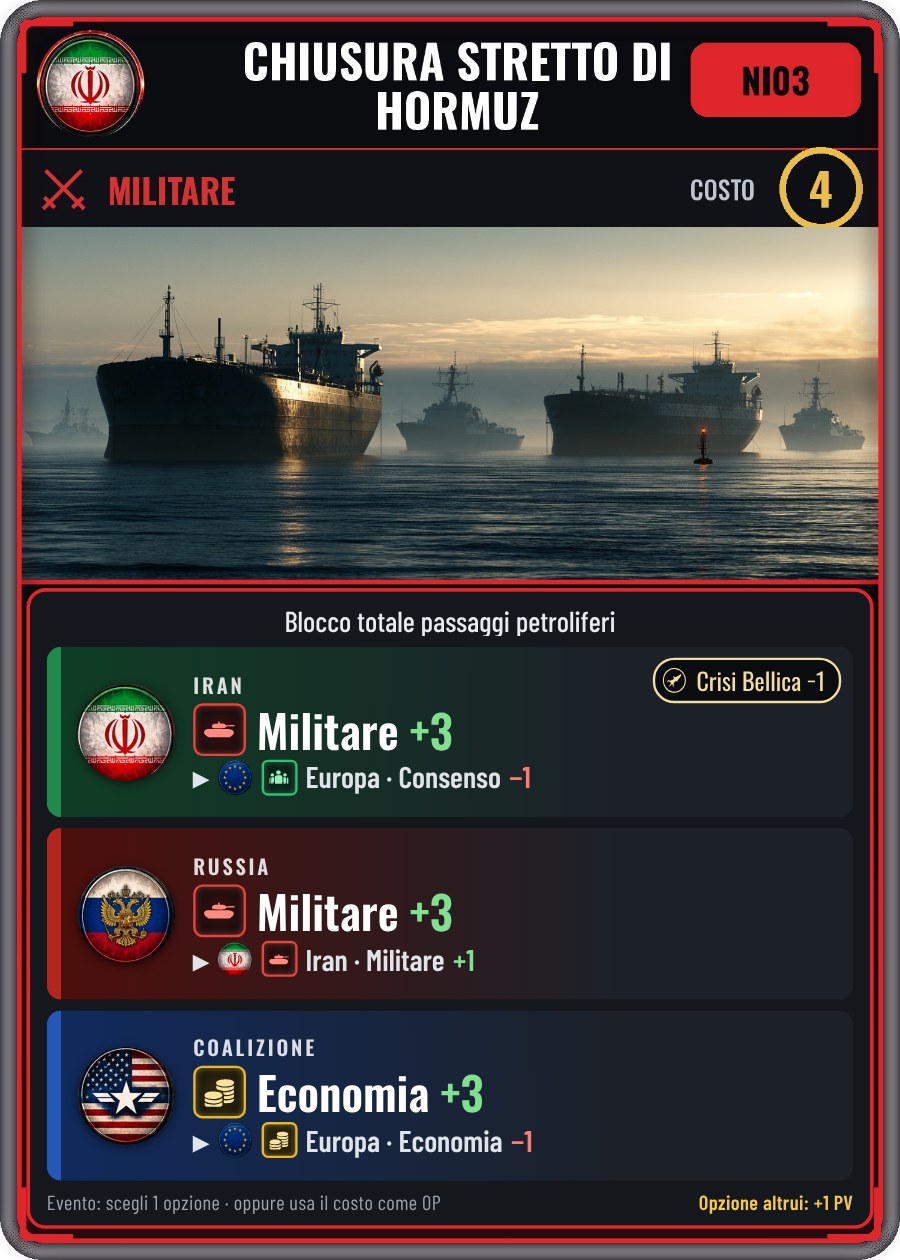 CHIUSURA STRETTO DI
HORMUZ
NI03
MILITARE
COSTO
4
Blocco totale passaggi petroliferi
IRAN
Crisi Bellica −1
Militare +3
▶ Europa · Consenso −1
RUSSIA
Militare +3
▶ Iran · Militare +1
COALIZIONE
Economia +3
▶ Europa · Economia −1
Evento: scegli 1 opzione · oppure usa il costo come OP
Opzione altrui: +1 PV